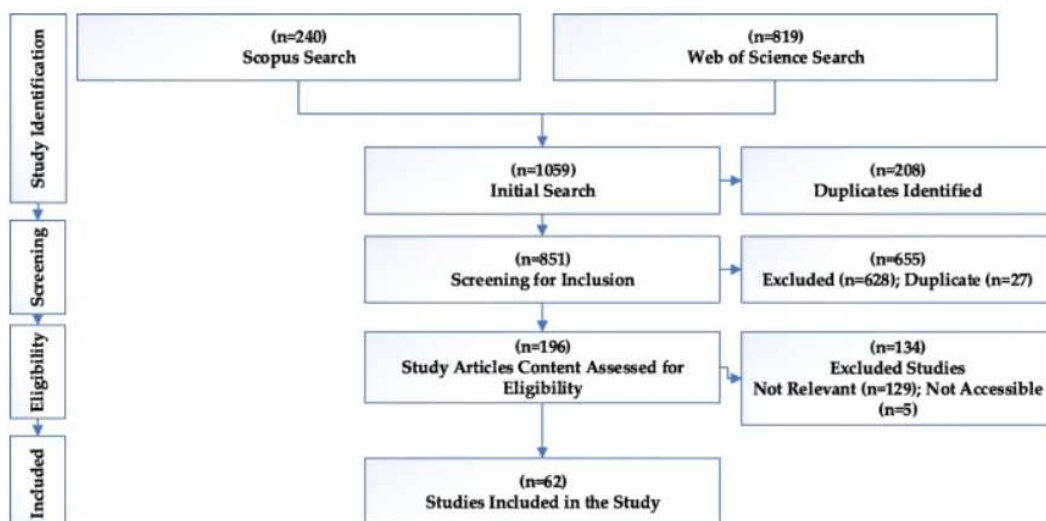 Study Identification
(n=240)
Scopus Search
(n=819)
Web of Science Search
(n=1059)
Initial Search
(n=208)
Duplicates Identified
Screening
(n=851)
Screening for Inclusion
(n=655)
Excluded (n=628); Duplicate (n=27)
Eligibility
(n=196)
Study Articles Content Assessed for
Eligibility
(n=134)
Excluded Studies
Not Relevant (n=129); Not Accessible
(n=5)
Included
(n=62)
Studies Included in the Study